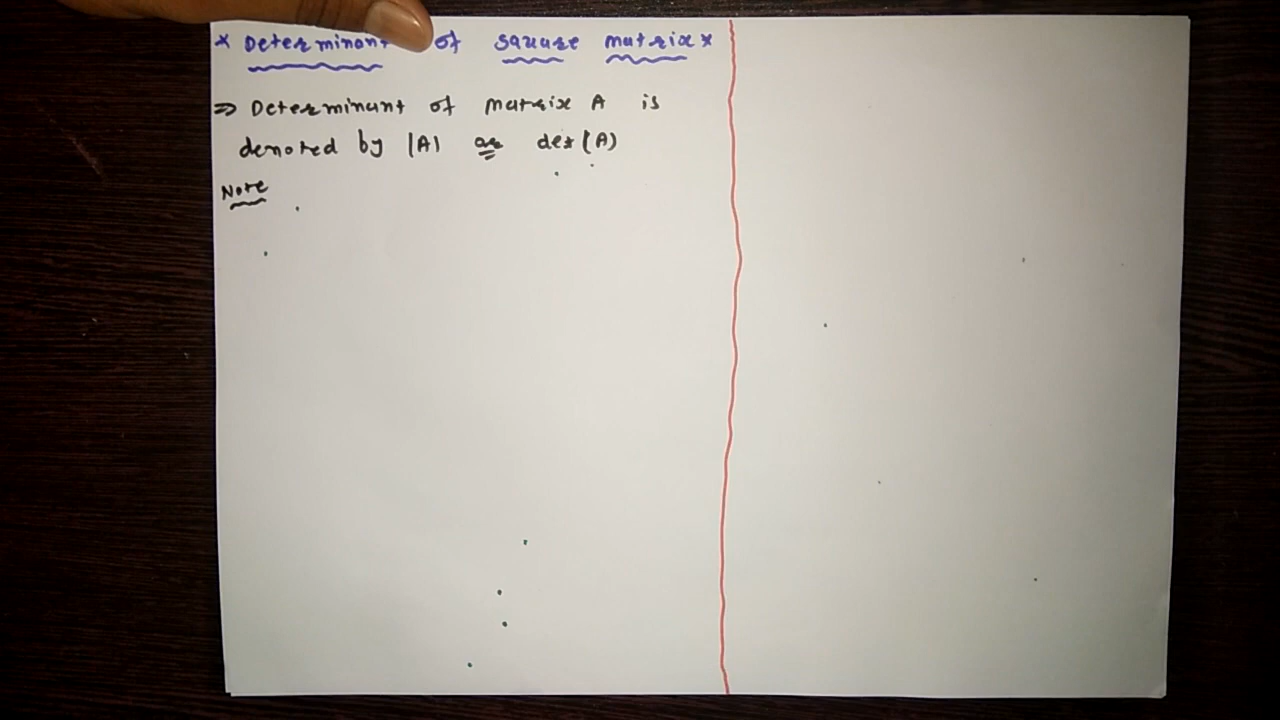 * Determinant of square matrix *
⇒ Determinant of matrix A is
denoted by |A| or det(A)
Note